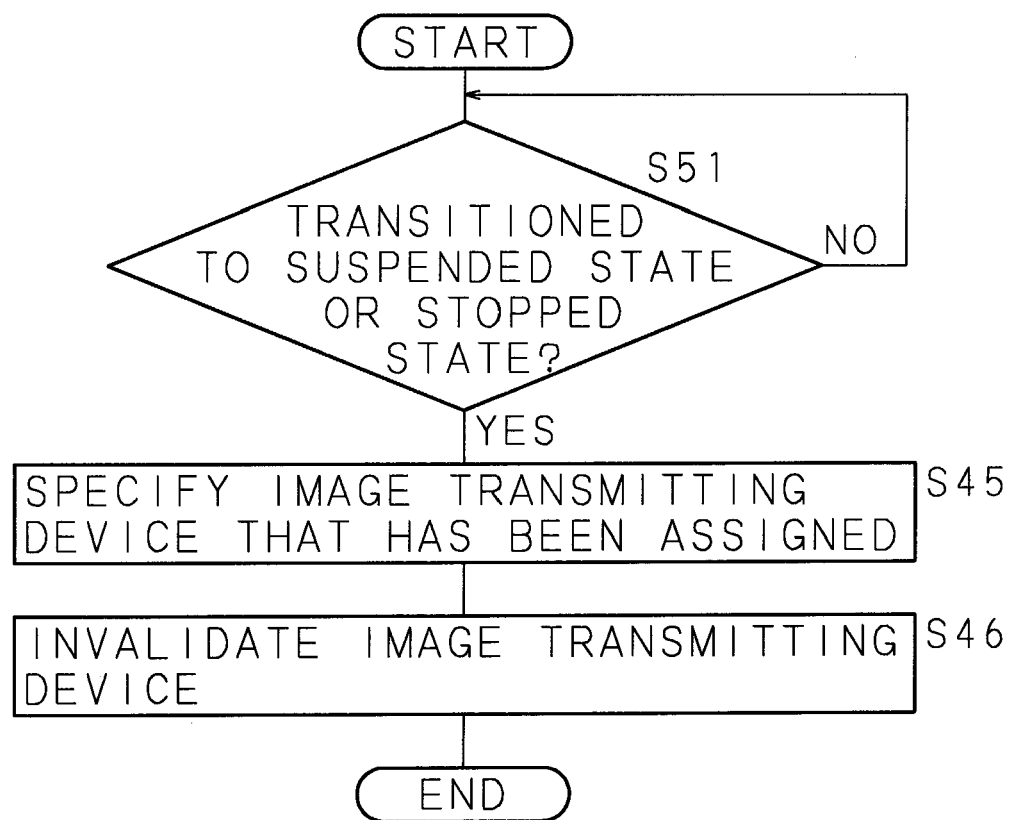 START
S51
TRANSITIONED
TO SUSPENDED STATE
OR STOPPED
STATE?
NO
YES
SPECIFY IMAGE TRANSMITTING
DEVICE THAT HAS BEEN ASSIGNED
S45
INVALIDATE IMAGE TRANSMITTING
DEVICE
S46
END